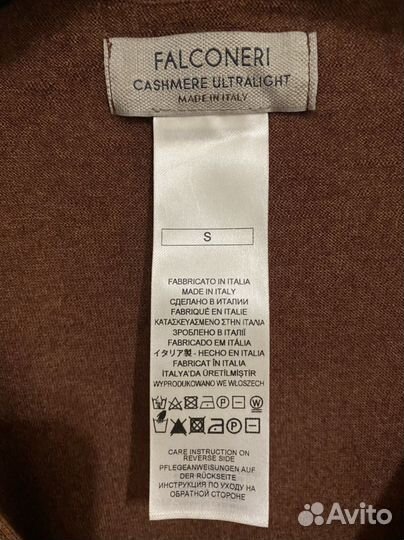 FALCONERI
CASHMERE ULTRALIGHT
MADE IN ITALY
S
FABBRICATO IN ITALIA
MADE IN ITALY
СДЕЛАНО В ИТАЛИИ
FABRIQUÉ EN ITALIE
ΚΑΤΑΣΚΕΥΑΣΜΕΝΟ ΣΤΗΝ ΙΤΑΛΙΑ
ЗРОБЛЕНО В ІТАЛІЇ
FABRICADO EM ITÁLIA
イタリア製 - HECHO EN ITALIA
FABRICAT ÎN ITALIA
İTALYA'DA ÜRETİLMİŞTİR
WYPRODUKOWANO WE WŁOSZECH
CARE INSTRUCTION ON
REVERSE SIDE
PFLEGEANWEISUNGEN AUF
DER RÜCKSEITE
ИНСТРУКЦИЯ ПО УХОДУ НА
ОБРАТНОЙ СТОРОНЕ
Avito